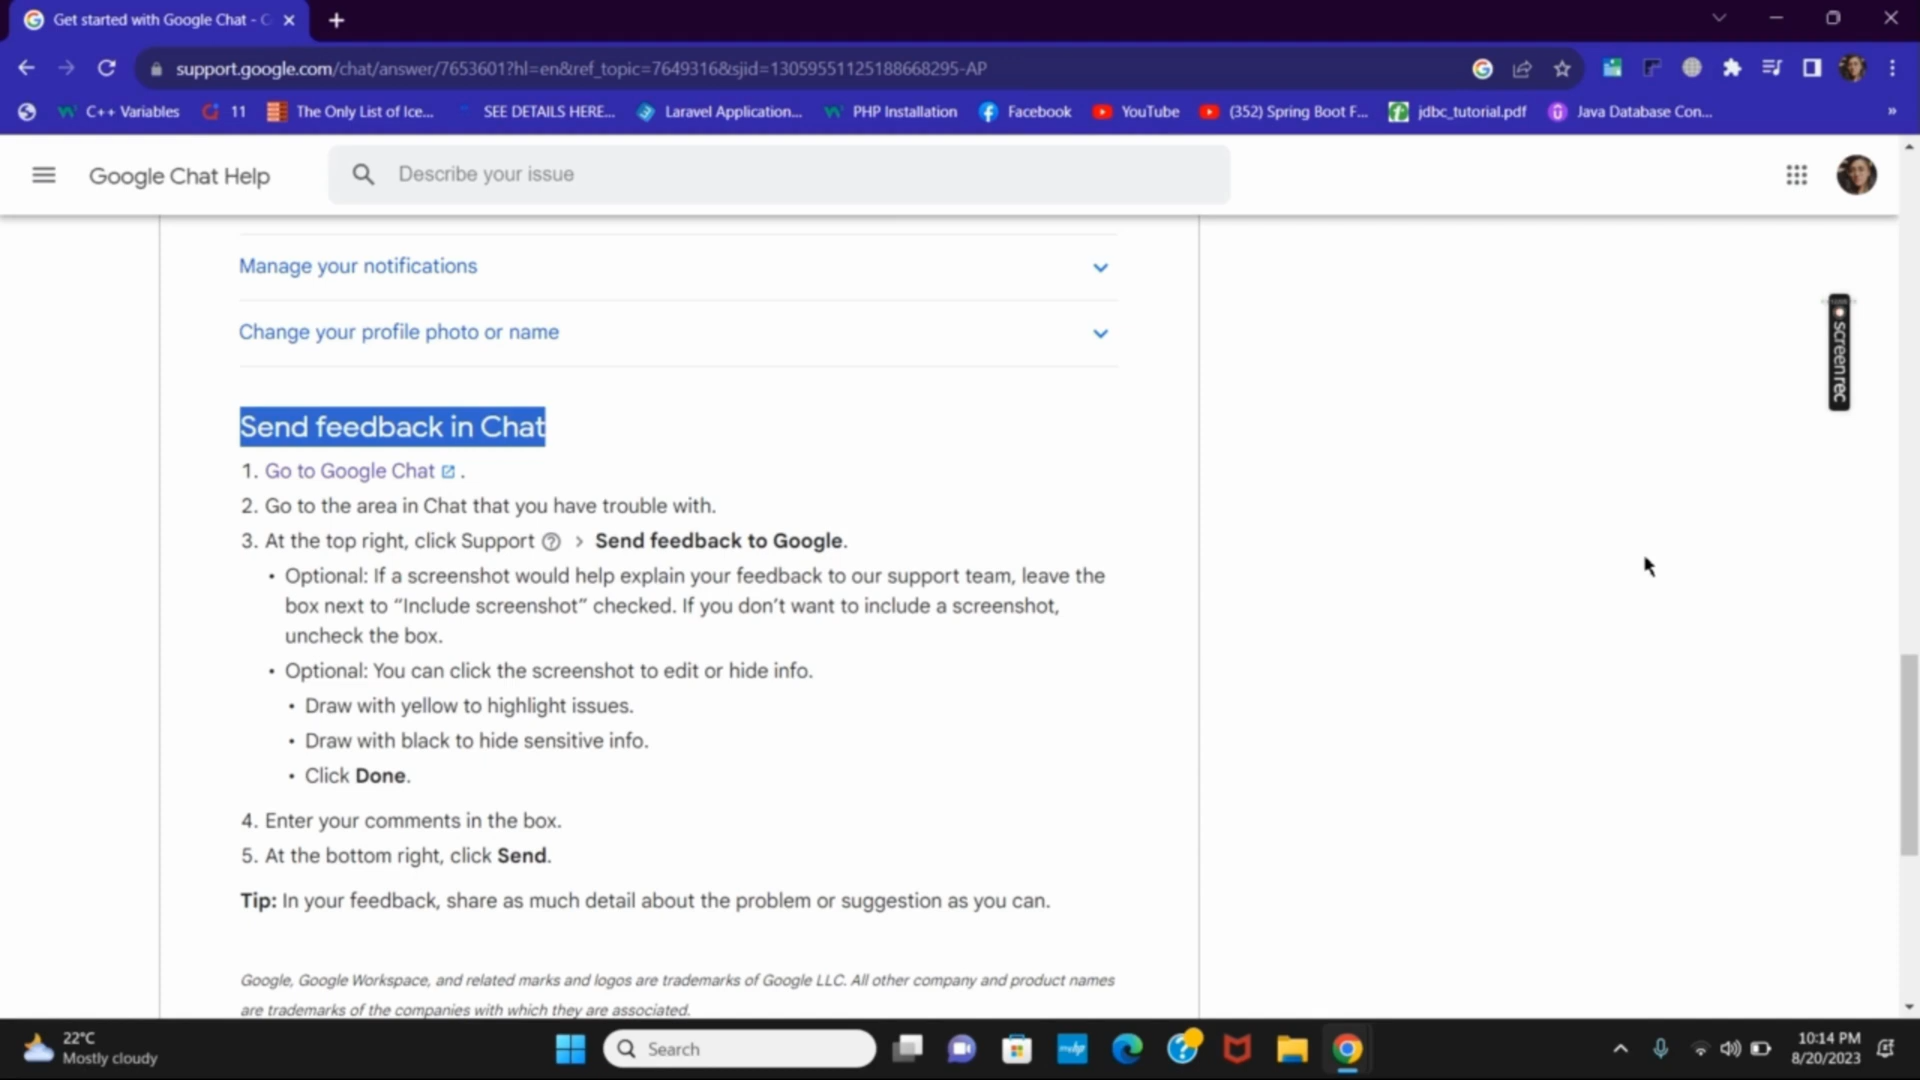 Get started with Google Chat - C
support.google.com/chat/answer/7653601?hl=en&ref_topic=7649316&sjid=13059551125188668295-AP
C++ Variables
11
The Only List of Ice...
SEE DETAILS HERE...
Laravel Application...
PHP Installation
Facebook
YouTube
(352) Spring Boot F...
jdbc_tutorial.pdf
Java Database Con...
»
Google Chat Help
Describe your issue
Manage your notifications
Change your profile photo or name
screenrec
Send feedback in Chat
1. Go to Google Chat .
2. Go to the area in Chat that you have trouble with.
3. At the top right, click Support > Send feedback to Google.
• Optional: If a screenshot would help explain your feedback to our support team, leave the
box next to “Include screenshot” checked. If you don’t want to include a screenshot,
uncheck the box.
• Optional: You can click the screenshot to edit or hide info.
• Draw with yellow to highlight issues.
• Draw with black to hide sensitive info.
• Click Done.
4. Enter your comments in the box.
5. At the bottom right, click Send.
Tip: In your feedback, share as much detail about the problem or suggestion as you can.
Google, Google Workspace, and related marks and logos are trademarks of Google LLC. All other company and product names
are trademarks of the companies with which they are associated.
22°C
Mostly cloudy
Search
myhp
10:14 PM
8/20/2023